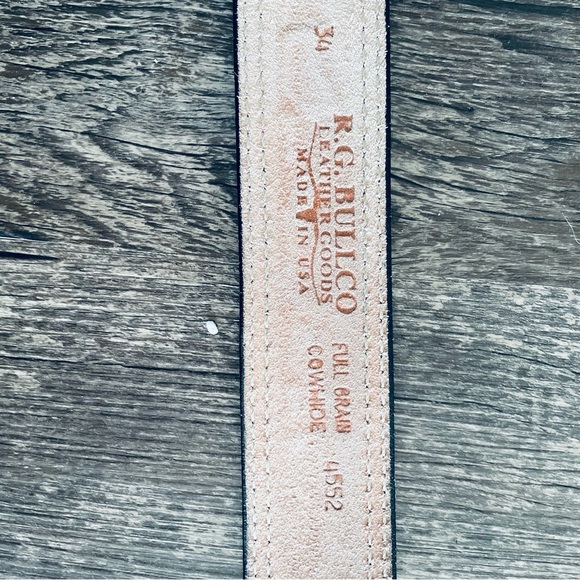 34
R.G. BULLCO
LEATHER GOODS
MADE IN USA
FULL GRAIN
COWHIDE, 4552